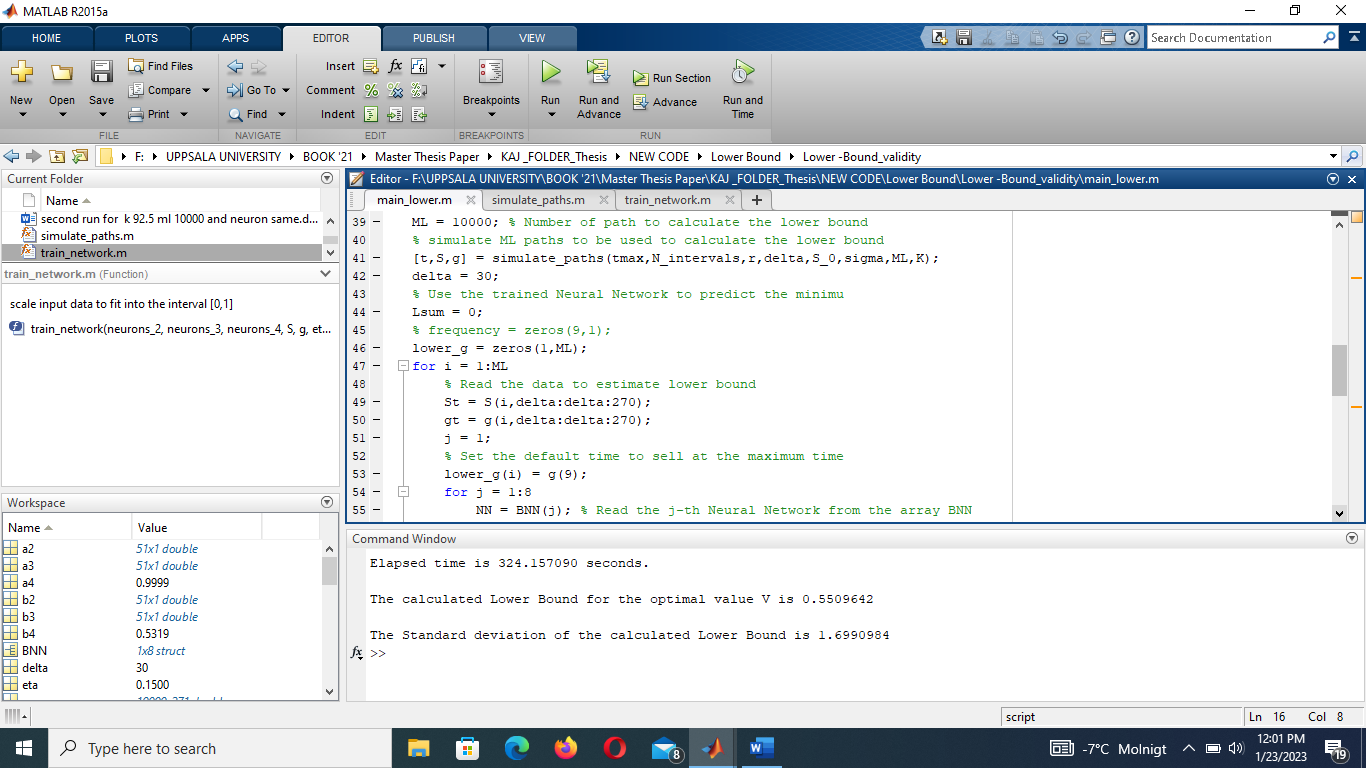 MATLAB R2015a
HOME PLOTS APPS EDITOR PUBLISH VIEW Search Documentation
New Open Save Find Files Compare Print Go To Find Insert fx Comment Indent Breakpoints Run Run and Advance Run Section Advance Run and Time
FILE NAVIGATE EDIT BREAKPOINTS RUN
F: UPPSALA UNIVERSITY BOOK '21 Master Thesis Paper KAJ _FOLDER_Thesis NEW CODE Lower Bound Lower -Bound_validity
Current Folder
Name
second run for k 92.5 ml 10000 and neuron same.d...
simulate_paths.m
train_network.m
train_network.m (Function)
scale input data to fit into the interval [0,1]
train_network(neurons_2, neurons_3, neurons_4, S, g, et...
Workspace
Name Value
a2 51x1 double
a3 51x1 double
a4 0.9999
b2 51x1 double
b3 51x1 double
b4 0.5319
BNN 1x8 struct
delta 30
eta 0.1500
Editor - F:\UPPSALA UNIVERSITY\BOOK '21\Master Thesis Paper\KAJ _FOLDER_Thesis\NEW CODE\Lower Bound\Lower -Bound_validity\main_lower.m
main_lower.m simulate_paths.m train_network.m
39 – ML = 10000; % Number of path to calculate the lower bound
40 % simulate ML paths to be used to calculate the lower bound
41 – [t,S,g] = simulate_paths(tmax,N_intervals,r,delta,S_0,sigma,ML,K);
42 – delta = 30;
43 % Use the trained Neural Network to predict the minimu
44 – Lsum = 0;
45 % frequency = zeros(9,1);
46 – lower_g = zeros(1,ML);
47 – for i = 1:ML
48 % Read the data to estimate lower bound
49 – St = S(i,delta:delta:270);
50 – gt = g(i,delta:delta:270);
51 – j = 1;
52 % Set the default time to sell at the maximum time
53 – lower_g(i) = g(9);
54 – for j = 1:8
55 – NN = BNN(j); % Read the j-th Neural Network from the array BNN
Command Window
Elapsed time is 324.157090 seconds.
The calculated Lower Bound for the optimal value V is 0.5509642
The Standard deviation of the calculated Lower Bound is 1.6990984
fx >>
script Ln 16 Col 8
Type here to search
8
-7°C Molnigt
12:01 PM
1/23/2023
19